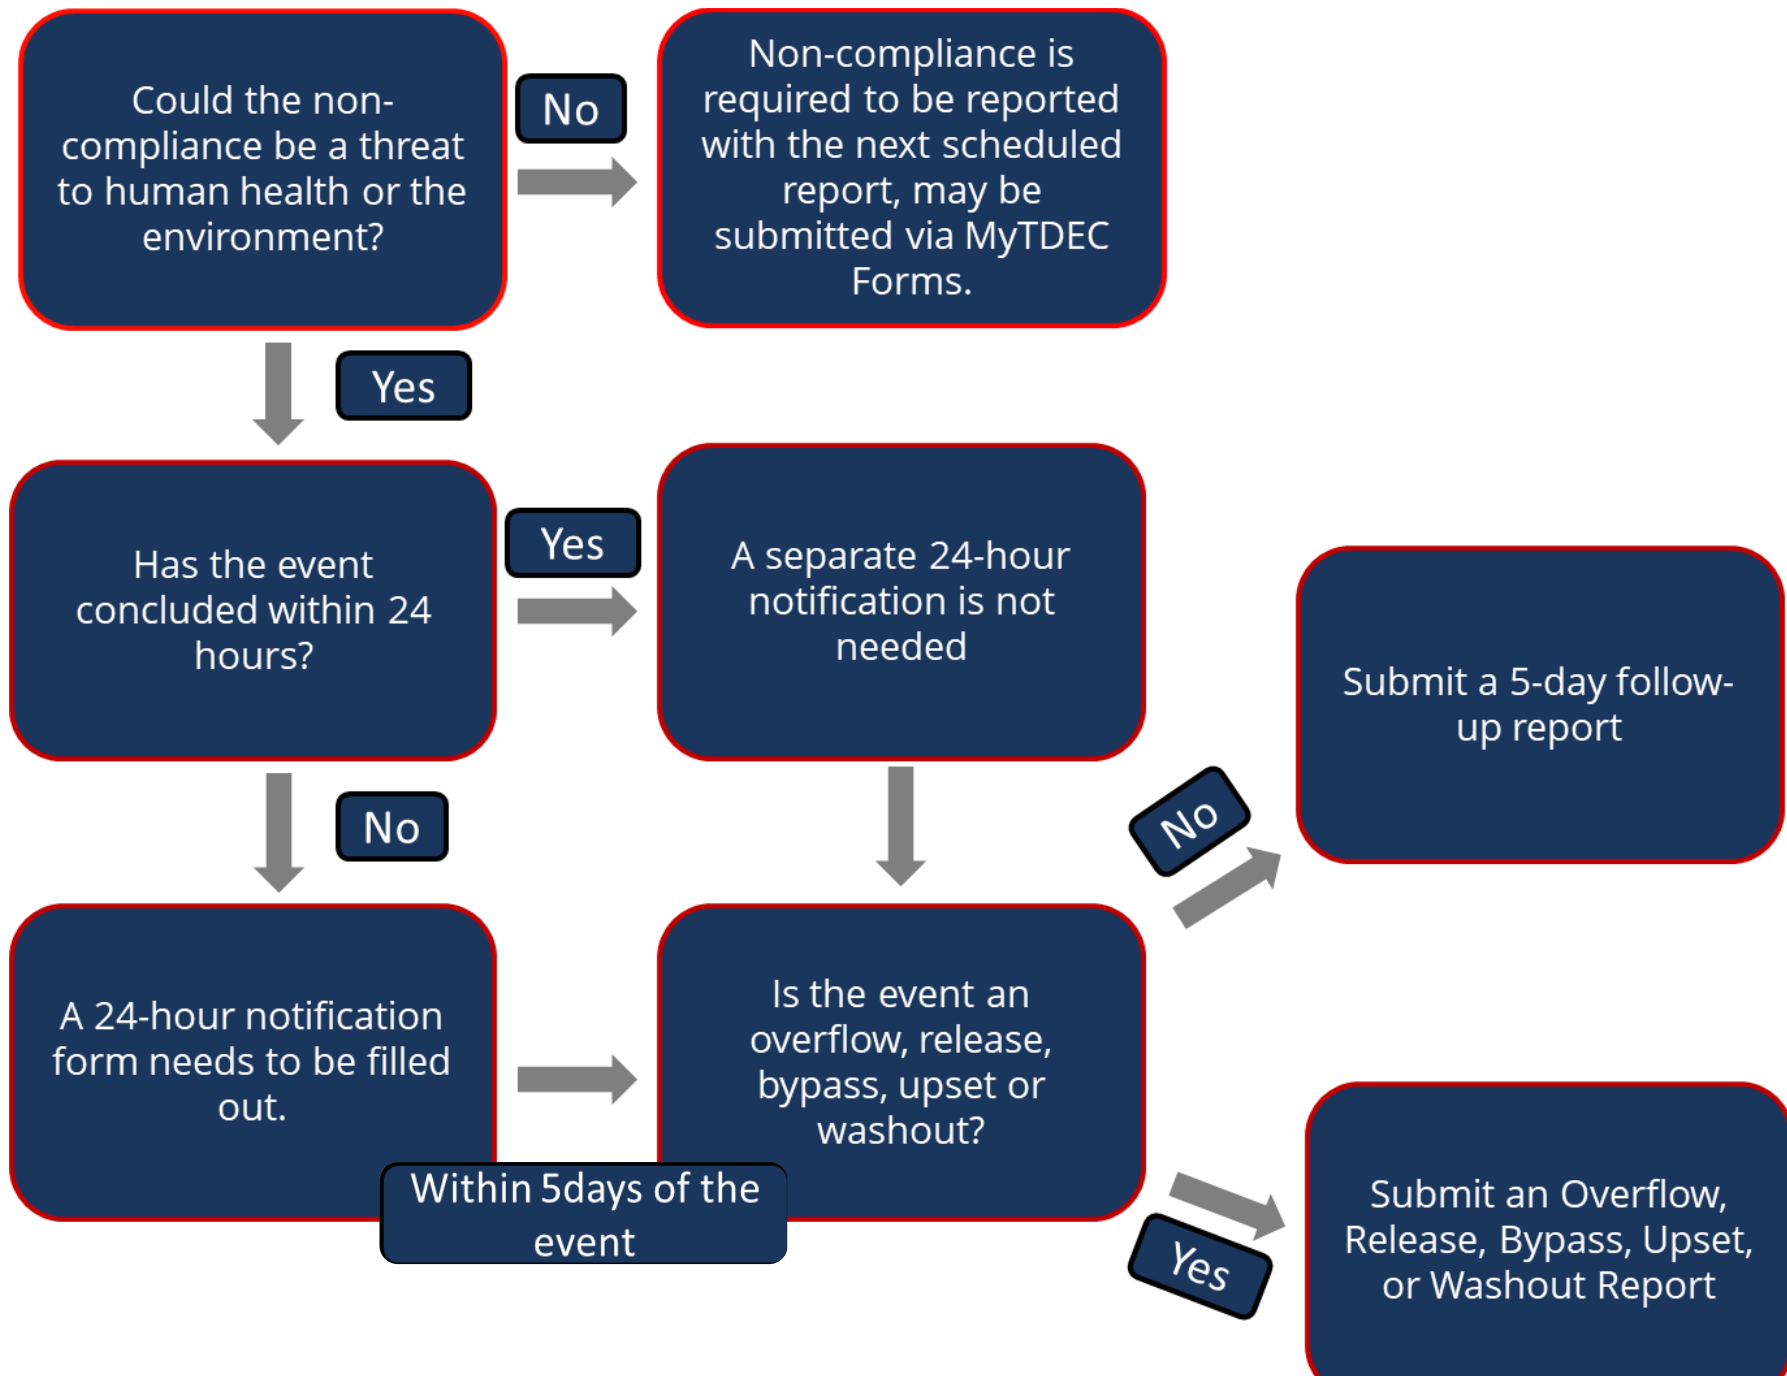 Could the non-
compliance be a threat
to human health or the
environment?
No
Non-compliance is
required to be reported
with the next scheduled
report, may be
submitted via MyTDEC
Forms.
Yes
Has the event
concluded within 24
hours?
Yes
A separate 24-hour
notification is not
needed
Submit a 5-day follow-
up report
No
No
A 24-hour notification
form needs to be filled
out.
Is the event an
overflow, release,
bypass, upset or
washout?
Within 5days of the
event
Yes
Submit an Overflow,
Release, Bypass, Upset,
or Washout Report